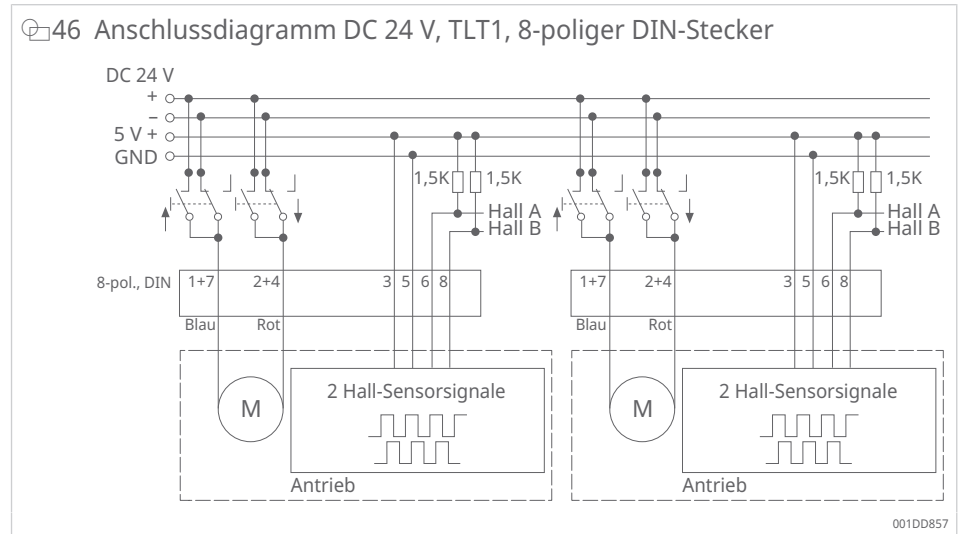 46 Anschlussdiagramm DC 24 V, TLT1, 8-poliger DIN-Stecker
DC 24 V
+
–
5 V +
GND
1,5K 1,5K 1,5K 1,5K
Hall A Hall A
Hall B Hall B
8-pol., DIN 1+7 2+4 3 5 6 8 1+7 2+4 3 5 6 8
Blau Rot Blau Rot
2 Hall-Sensorsignale 2 Hall-Sensorsignale
M M
Antrieb Antrieb
001DD857